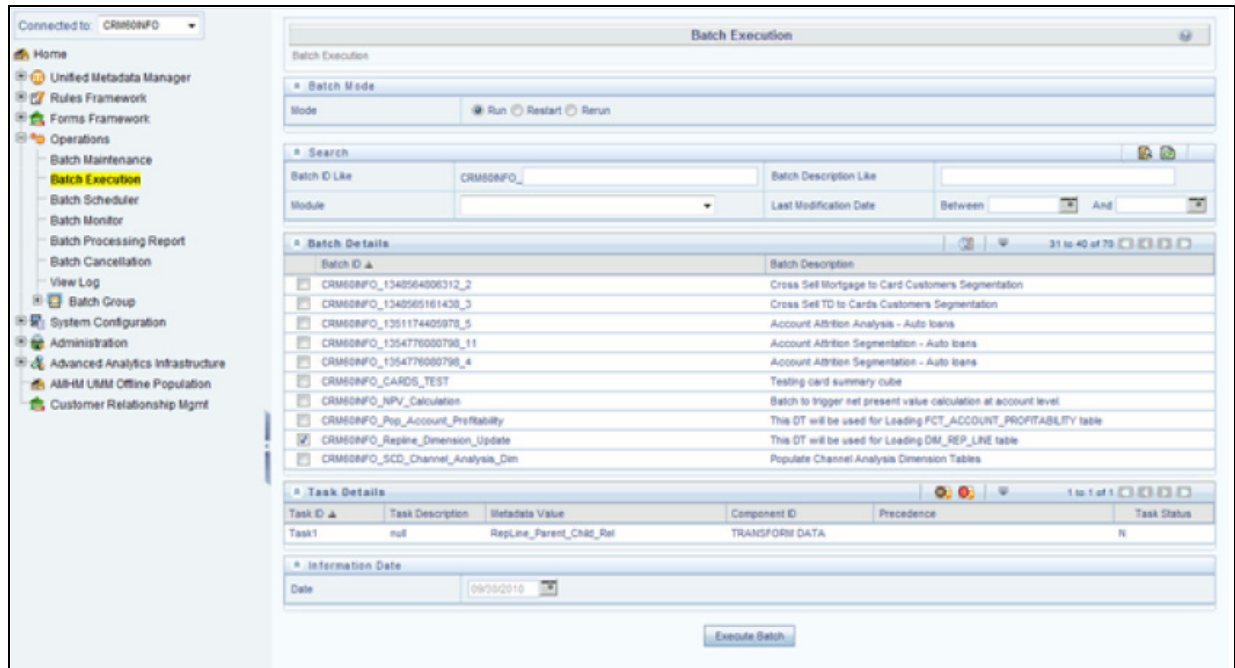 Connected to: CRM60INFO
Home
Unified Metadata Manager
Rules Framework
Forms Framework
Operations
Batch Maintenance
Batch Execution
Batch Scheduler
Batch Monitor
Batch Processing Report
Batch Cancellation
View Log
Batch Group
System Configuration
Administration
Advanced Analytics Infrastructure
AMHM UMM Offline Population
Customer Relationship Mgmt
Batch Execution
Batch Execution
Batch Mode
Mode Run Restart Rerun
Search
Batch ID Like CRM60INFO_ Batch Description Like
Module Last Modification Date Between And
Batch Details 31 to 40 of 70
Batch ID Batch Description
CRM60INFO_1348564806312_2 Cross Sell Mortgage to Card Customers Segmentation
CRM60INFO_1348565161438_3 Cross Sell TD to Cards Customers Segmentation
CRM60INFO_1351174405978_5 Account Attrition Analysis - Auto loans
CRM60INFO_1354776080798_11 Account Attrition Segmentation - Auto loans
CRM60INFO_1354776080798_4 Account Attrition Segmentation - Auto loans
CRM60INFO_CARDS_TEST Testing card summary cube
CRM60INFO_NPV_Calculation Batch to trigger net present value calculation at account level.
CRM60INFO_Pop_Account_Profitability This DT will be used for Loading FCT_ACCOUNT_PROFITABILITY table
CRM60INFO_Repline_Dimension_Update This DT will be used for Loading DIM_REP_LINE table
CRM60INFO_SCD_Channel_Analysis_Dim Populate Channel Analysis Dimension Tables
Task Details 1 to 1 of 1
Task ID Task Description Metadata Value Component ID Precedence Task Status
Task1 null RepLine_Parent_Child_Rel TRANSFORM DATA N
Information Date
Date 09/30/2010
Execute Batch